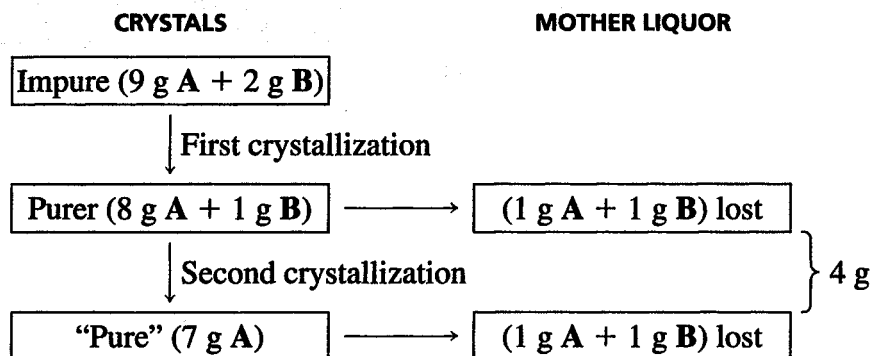 CRYSTALS MOTHER LIQUOR
Impure (9 g A + 2 g B)
First crystallization
Purer (8 g A + 1 g B) (1 g A + 1 g B) lost
Second crystallization 4 g
“Pure” (7 g A) (1 g A + 1 g B) lost